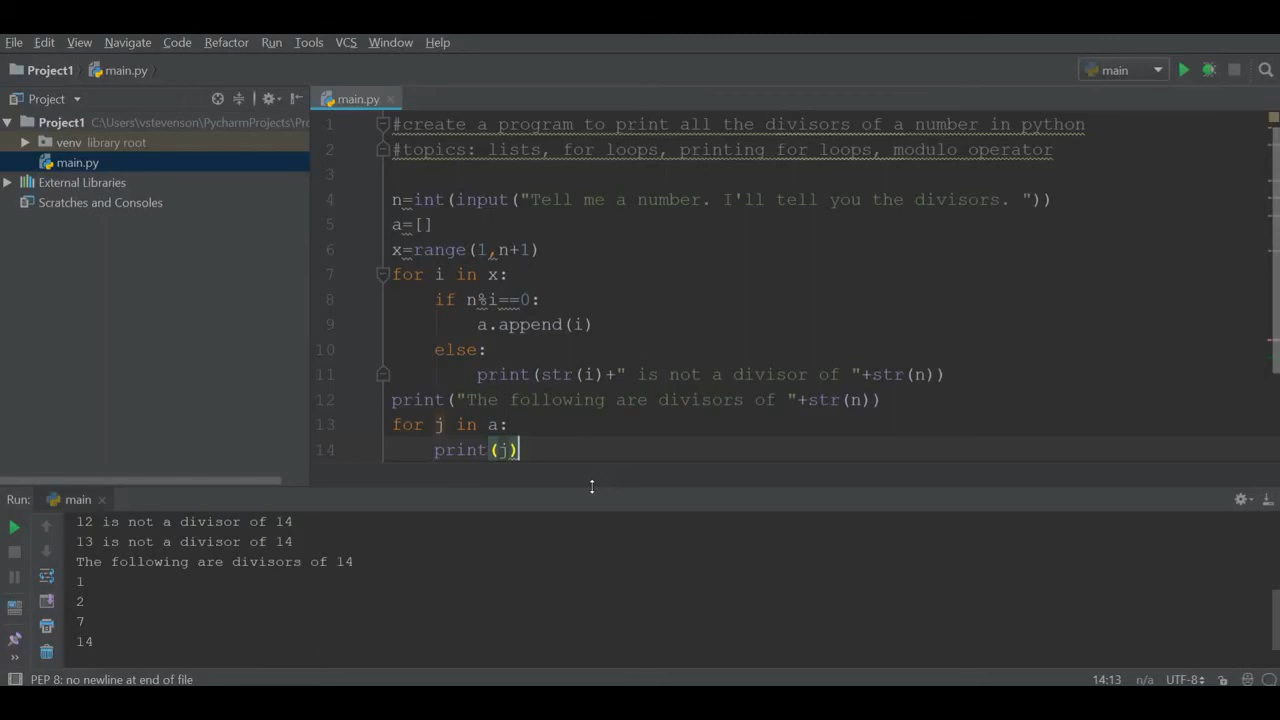 File Edit View Navigate Code Refactor Run Tools VCS Window Help
Project1 main.py main
Project main.py
Project1 C:\Users\vstevenson\PycharmProjects\Pro
venv library root
main.py
External Libraries
Scratches and Consoles
1 #create a program to print all the divisors of a number in python
2 #topics: lists, for loops, printing for loops, modulo operator
3
4 n=int(input("Tell me a number. I'll tell you the divisors. "))
5 a=[]
6 x=range(1,n+1)
7 for i in x:
8 if n%i==0:
9 a.append(i)
10 else:
11 print(str(i)+" is not a divisor of "+str(n))
12 print("The following are divisors of "+str(n))
13 for j in a:
14 print(j)
Run: main
12 is not a divisor of 14
13 is not a divisor of 14
The following are divisors of 14
1
2
7
14
PEP 8: no newline at end of file 14:13 n/a UTF-8